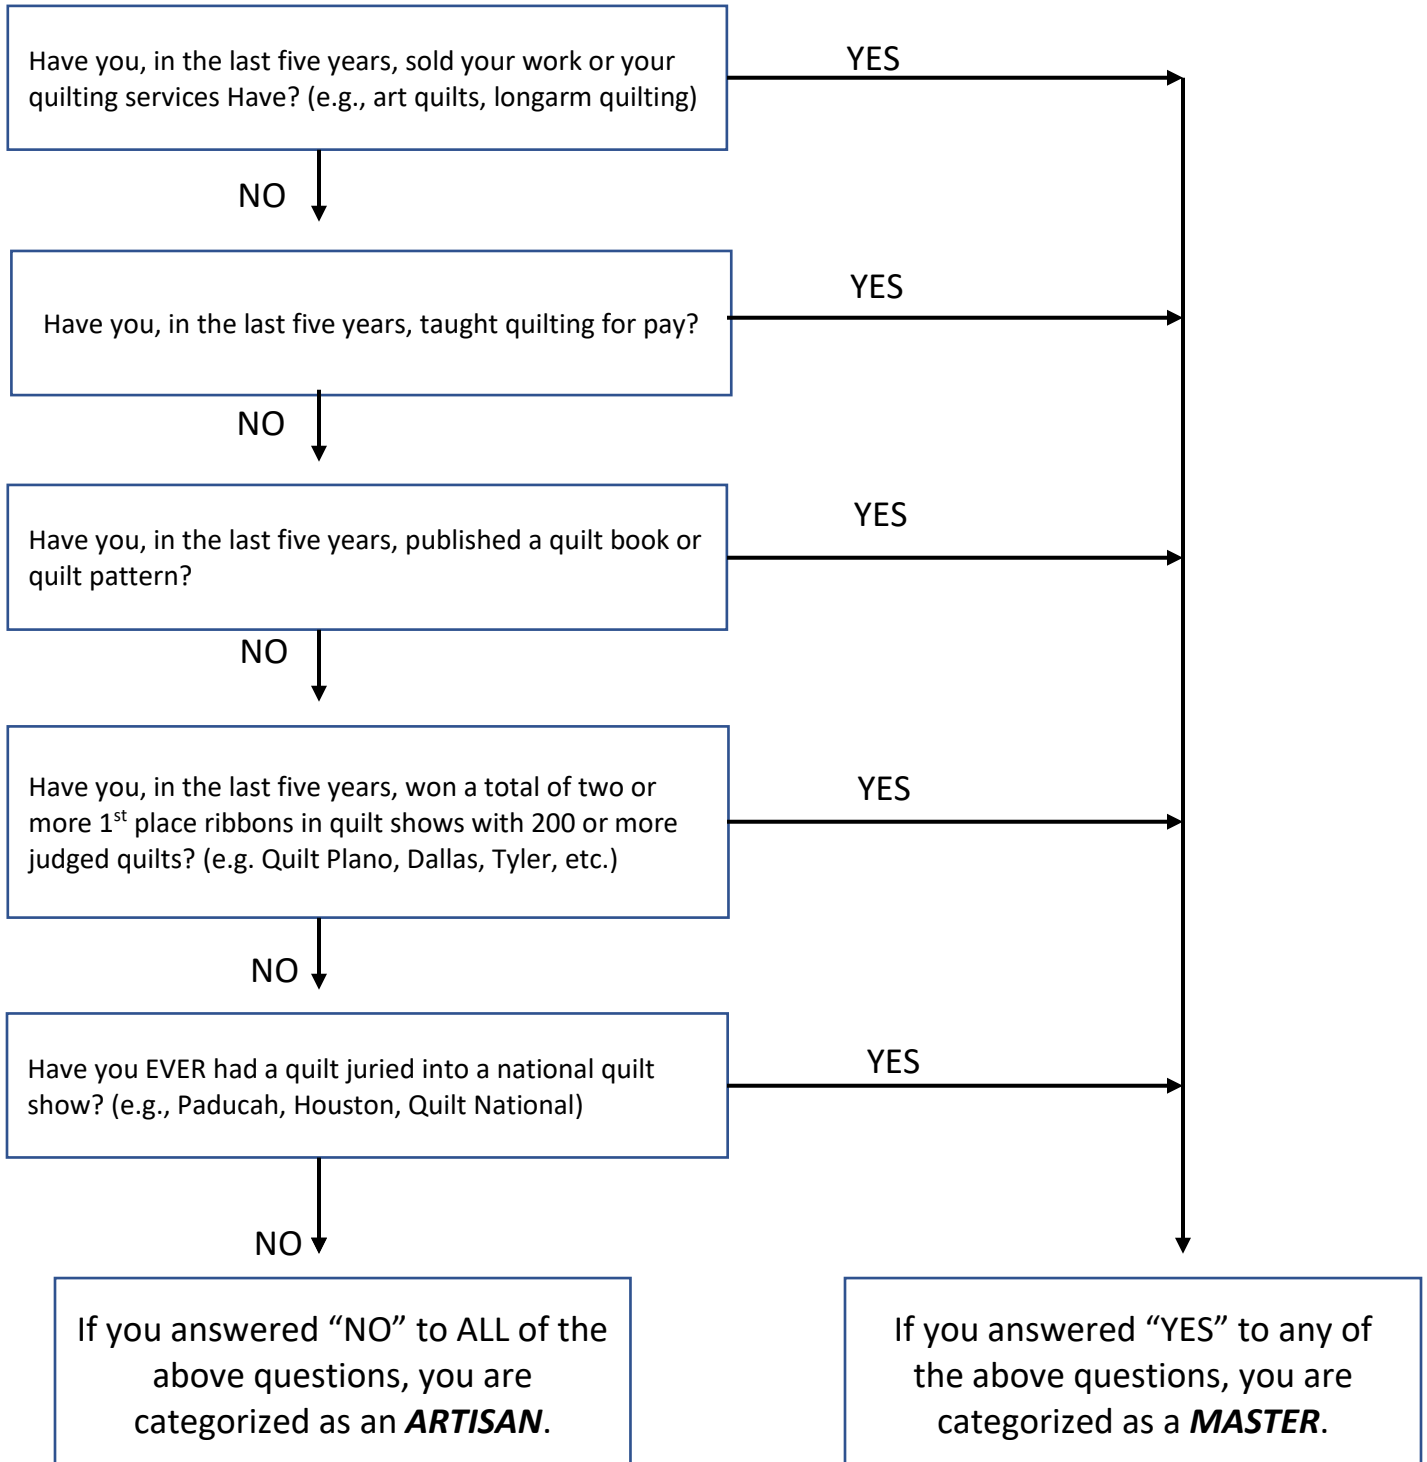 Have you, in the last five years, sold your work or your
quilting services Have? (e.g., art quilts, longarm quilting)
YES
NO
Have you, in the last five years, taught quilting for pay?
YES
NO
Have you, in the last five years, published a quilt book or
quilt pattern?
YES
NO
Have you, in the last five years, won a total of two or
more 1st place ribbons in quilt shows with 200 or more
judged quilts? (e.g. Quilt Plano, Dallas, Tyler, etc.)
YES
NO
Have you EVER had a quilt juried into a national quilt
show? (e.g., Paducah, Houston, Quilt National)
YES
NO
If you answered “NO” to ALL of the
above questions, you are
categorized as an ARTISAN.
If you answered “YES” to any of
the above questions, you are
categorized as a MASTER.